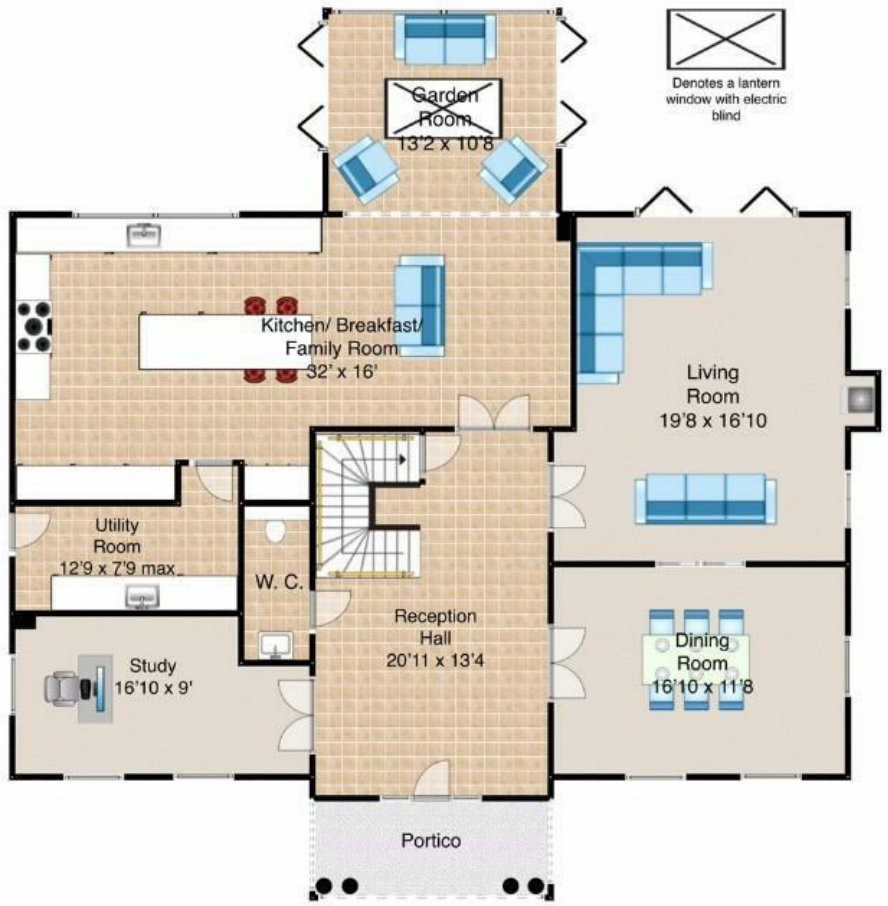 Garden
Room
13'2 x 10'8
Denotes a lantern
window with electric
blind
Kitchen/ Breakfast/
Family Room
32' x 16'
Living
Room
19'8 x 16'10
Utility
Room
12'9 x 7'9 max
W. C.
Reception
Hall
20'11 x 13'4
Study
16'10 x 9'
Dining
Room
16'10 x 11'8
Portico